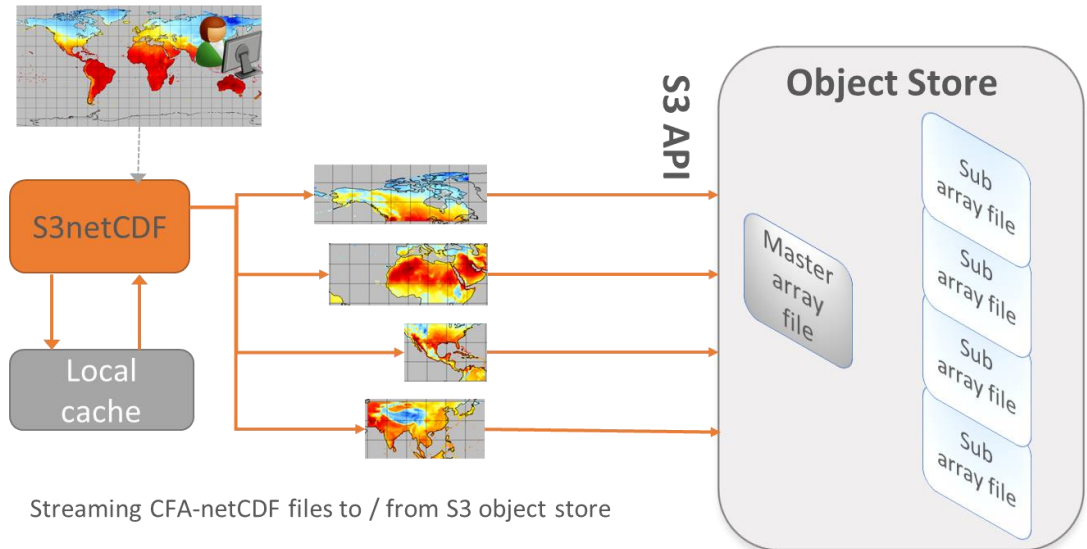 S3netCDF
Local
cache
S3 API
Object Store
Master
array
file
Sub
array file
Sub
array file
Sub
array file
Sub
array file
Streaming CFA-netCDF files to / from S3 object store